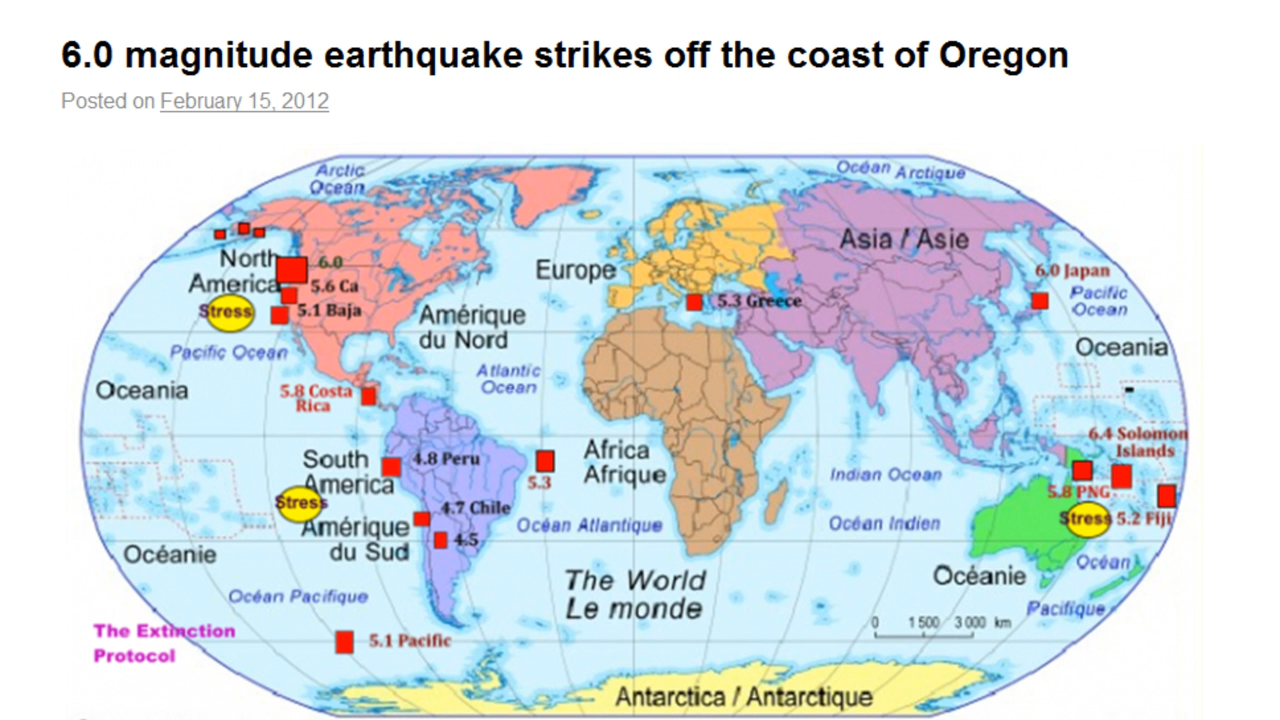 6.0 magnitude earthquake strikes off the coast of Oregon
Posted on February 15, 2012
Arctic
Ocean
Océan Arctique
North
America
6.0
5.6 Ca
5.1 Baja
Stress
Europe
Asia / Asie
5.3 Greece
6.0 Japan
Pacific
Ocean
Amérique
du Nord
Pacific Ocean
Atlantic
Ocean
Oceania
Oceania
5.8 Costa
Rica
6.4 Solomon
Islands
South
America
4.8 Peru
5.3
Africa
Afrique
Indian Ocean
5.8 PNG
Stress
4.7 Chile
Stress
5.2 Fiji
Amérique
du Sud
4.5
Océan Atlantique
Océan Indien
Océanie
Océanie
Océan
Pacifique
The World
Le monde
Océan Pacifique
0 1 500 3 000 km
The Extinction
Protocol
5.1 Pacific
Antarctica / Antarctique